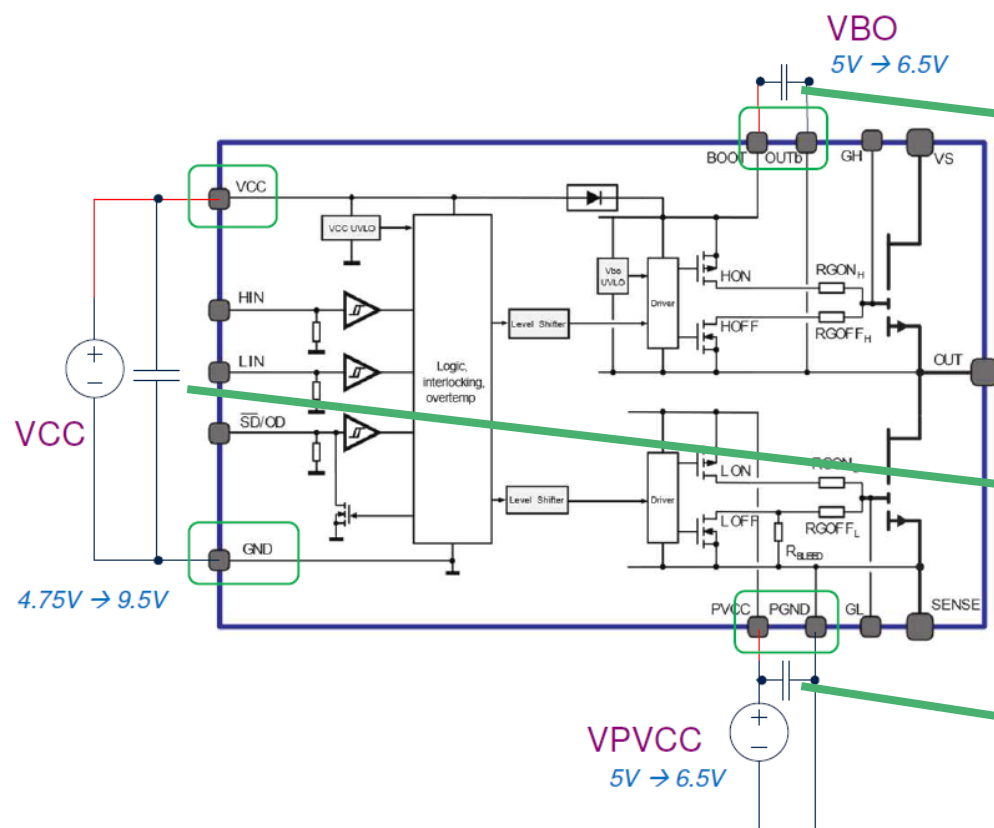 VBO
5V → 6.5V
BOOT OUTb GH VS
VCC
VCC UVLO
Vbo UVLO
HON RGONH
Driver
HIN
Level Shifter
HOFF RGOFFH
LIN
Logic,
interlocking,
overtemp
OUT
+
−
VCC
SD/OD
LON
Level Shifter
Driver
LOFF RGOFFL
RBLEED
GND
4.75V → 9.5V
PVCC PGND GL SENSE
VPVCC
5V → 6.5V
+
−